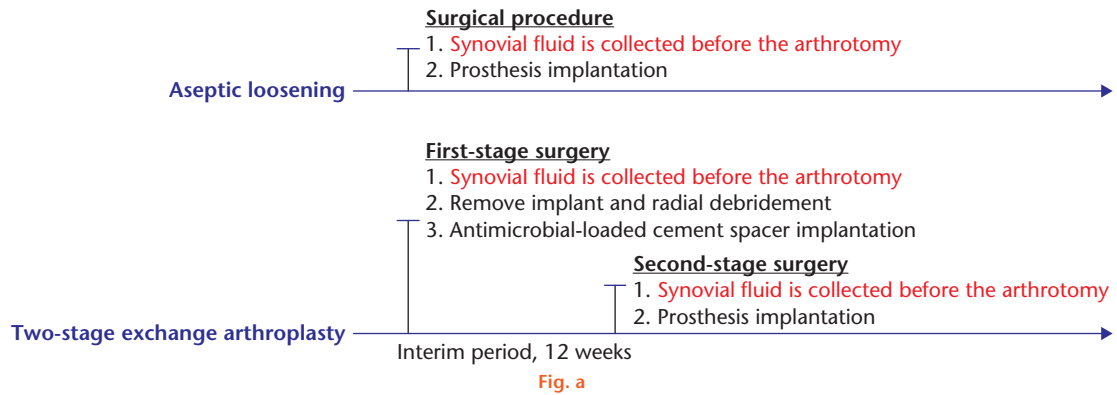 Surgical procedure
1. Synovial fluid is collected before the arthrotomy
2. Prosthesis implantation
Aseptic loosening
First-stage surgery
1. Synovial fluid is collected before the arthrotomy
2. Remove implant and radial debridement
3. Antimicrobial-loaded cement spacer implantation
Second-stage surgery
1. Synovial fluid is collected before the arthrotomy
2. Prosthesis implantation
Two-stage exchange arthroplasty
Interim period, 12 weeks
Fig. a